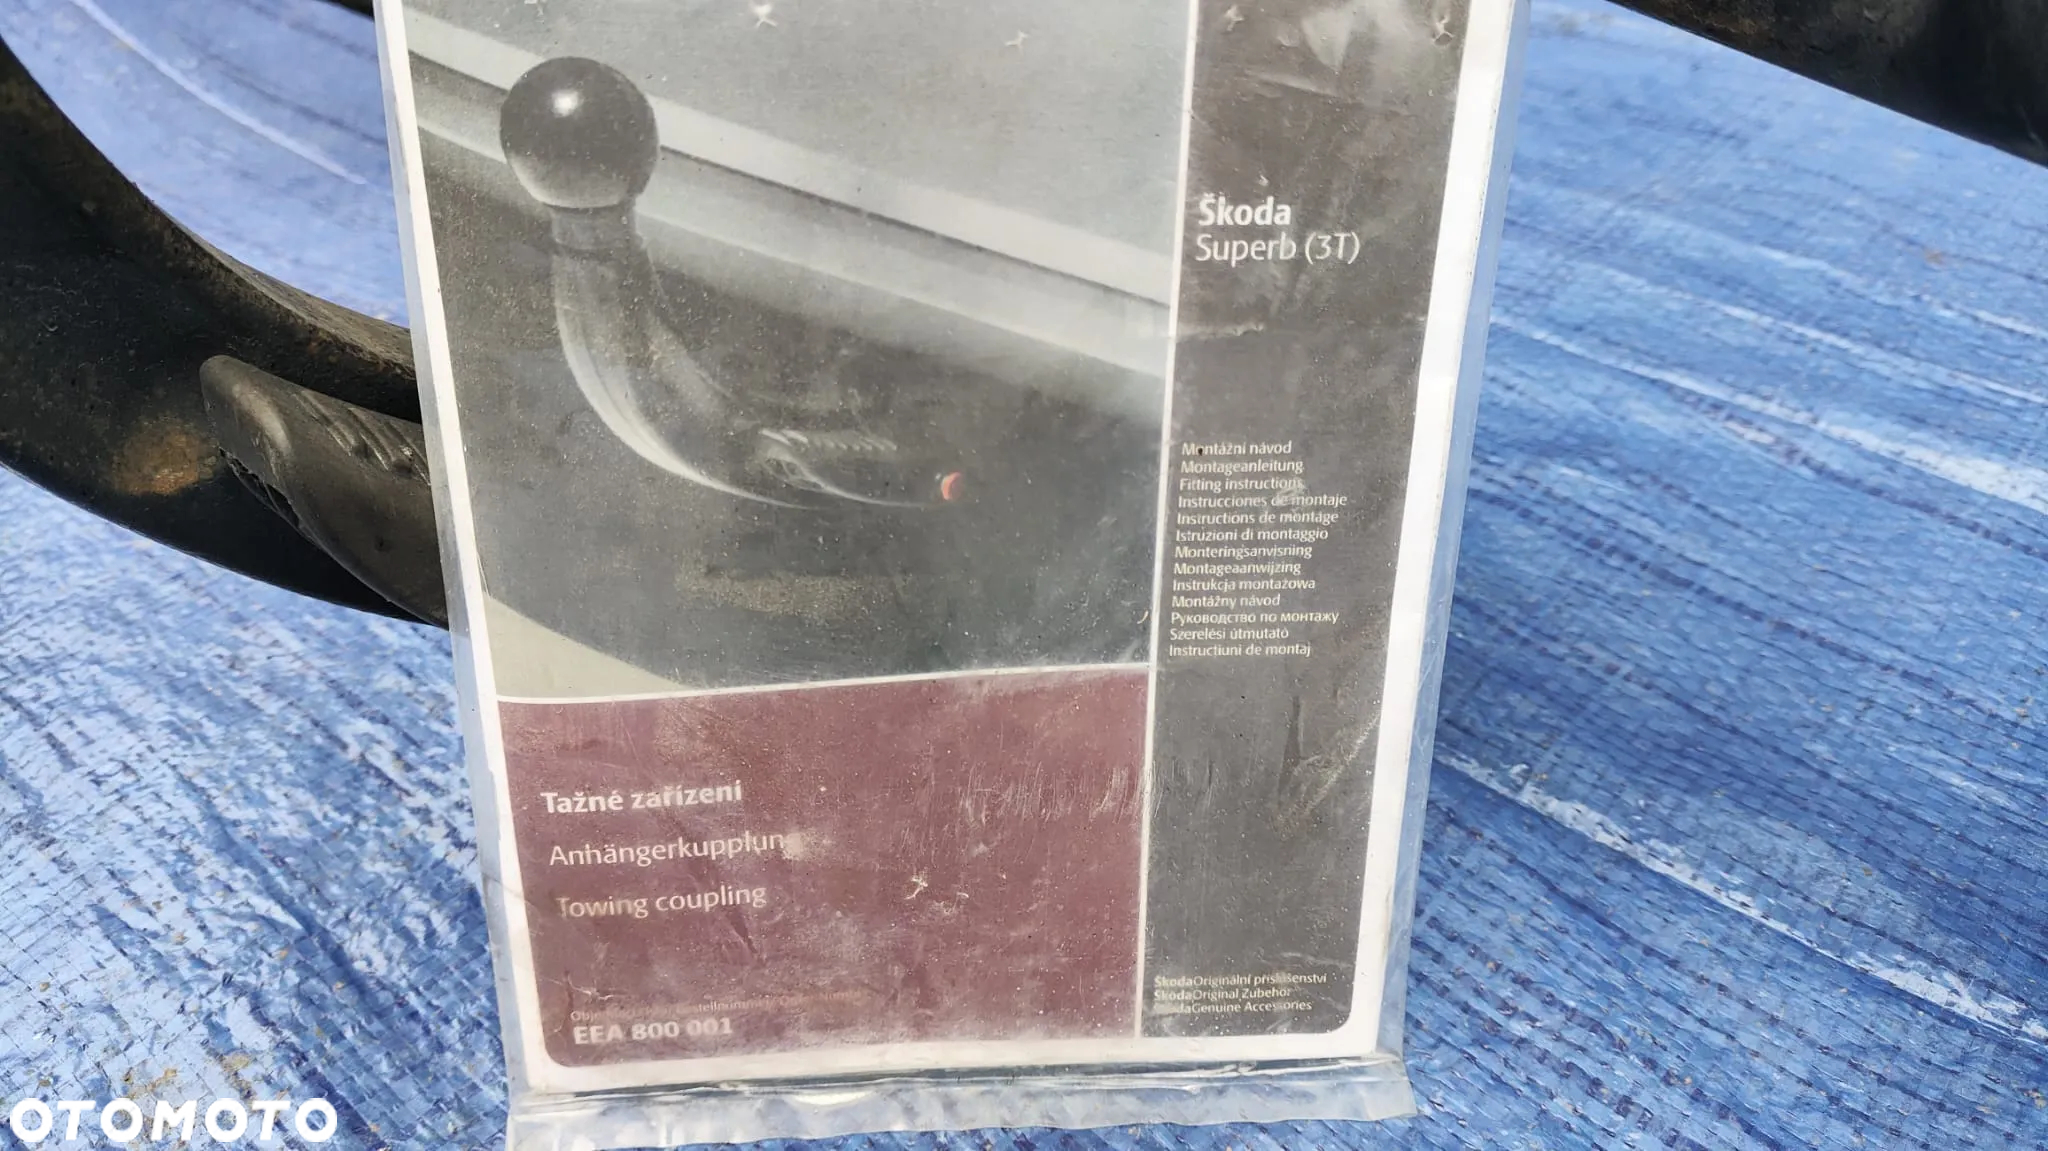 Škoda
Superb (3T)
Montážní návod
Montageanleitung
Fitting instructions
Instrucciones de montaje
Instructions de montage
Istruzioni di montaggio
Monteringsanvisning
Montageaanwijzing
Instrukcja montażowa
Montážny návod
Руководство по монтажу
Szerelési útmutató
Instrucţiuni de montaj
Tažné zařízení
Anhängerkupplung
Towing coupling
EEA 800 001
ŠkodaOriginální příslušenství
ŠkodaOriginal Zubehör
ŠkodaGenuine Accessories
OTOMOTO